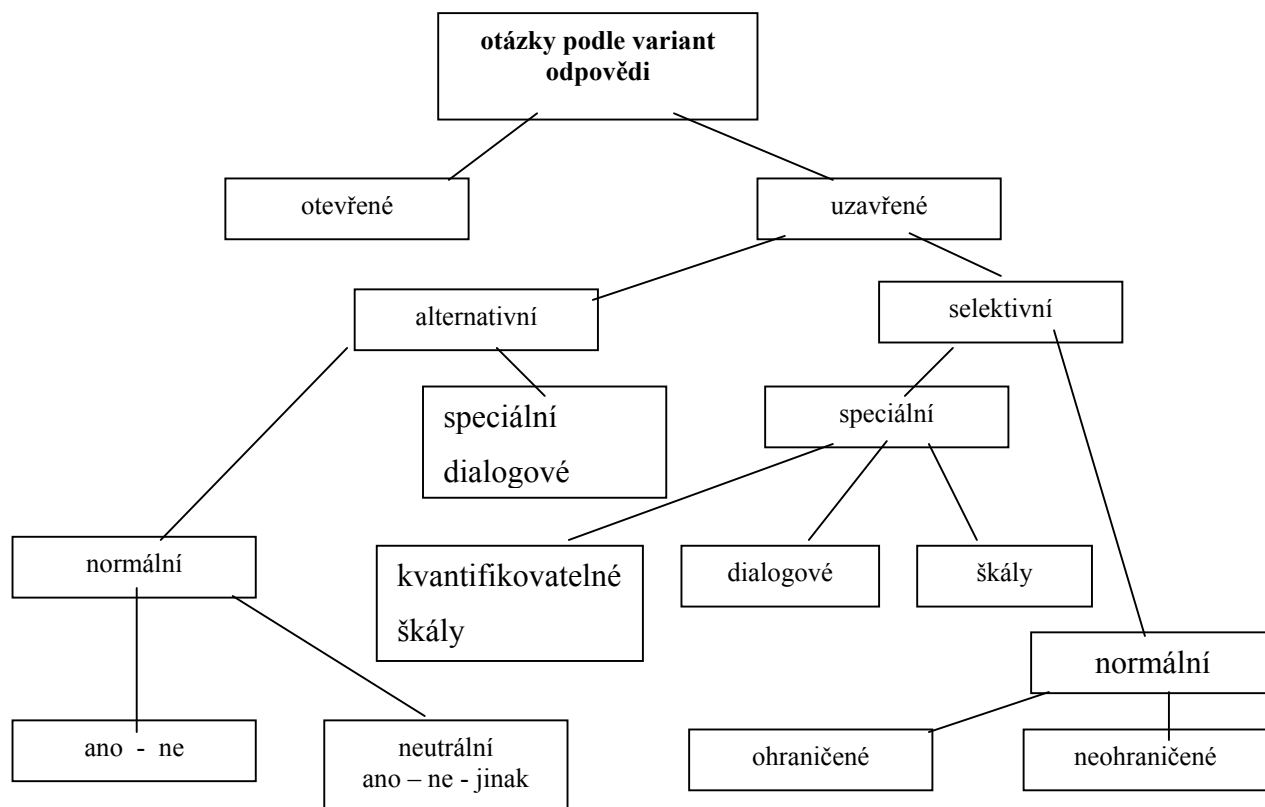 otázky podle variant
odpovědi
otevřené
uzavřené
alternativní
selektivní
speciální
dialogové
speciální
normální
kvantifikovatelné
škály
dialogové
škály
normální
ano - ne
neutrální
ano – ne - jinak
ohraničené
neohraničené